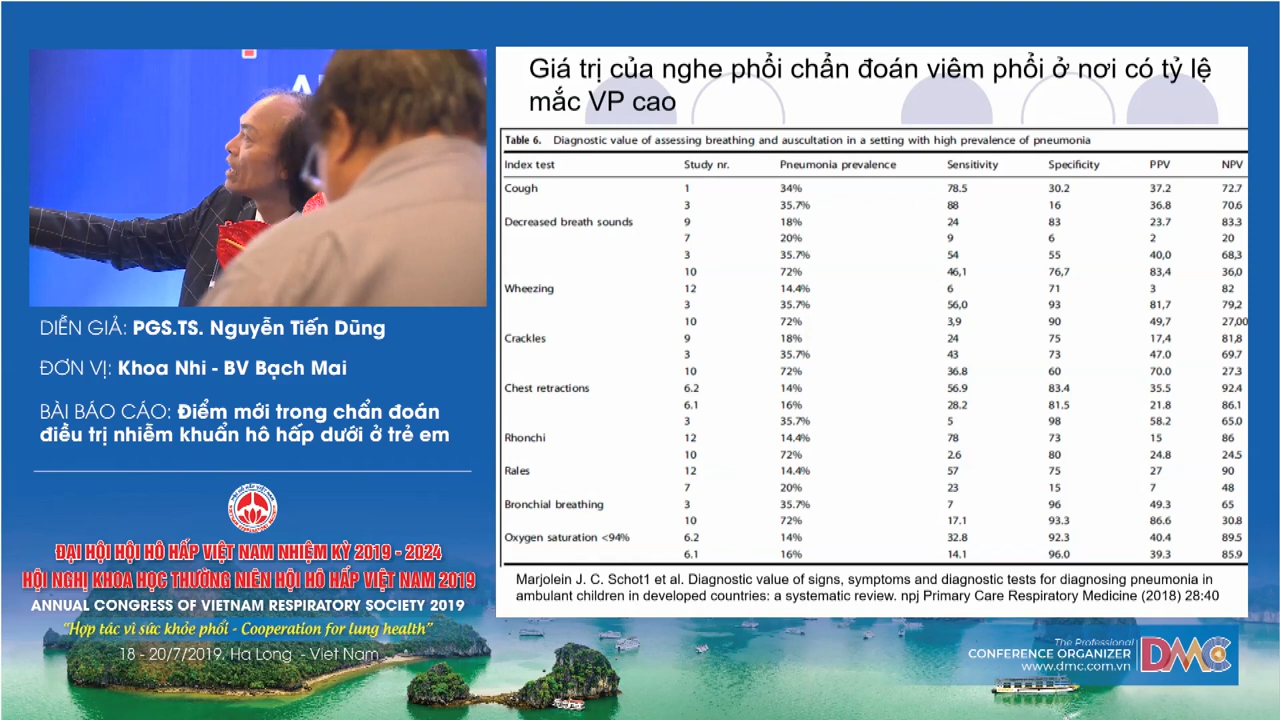 A
Giá trị của nghe phổi chẩn đoán viêm phổi ở nơi có tỷ lệ
mắc VP cao
Table 6. Diagnostic value of assessing breathing and auscultation in a setting with high prevalence of pneumonia
Index test Study nr. Pneumonia prevalence Sensitivity Specificity PPV NPV
Cough 1 34% 78.5 30.2 37.2 72.7
3 35.7% 88 16 36.8 70.6
Decreased breath sounds 9 18% 24 83 23.7 83.3
7 20% 9 6 2 20
3 35.7% 54 55 40,0 68,3
10 72% 46,1 76,7 83,4 36,0
Wheezing 12 14.4% 6 71 3 82
3 35.7% 56,0 93 81,7 79,2
10 72% 3,9 90 49,7 27,00
Crackles 9 18% 24 75 17,4 81,8
3 35.7% 43 73 47.0 69.7
10 72% 36.8 60 70.0 27.3
Chest retractions 6.2 14% 56.9 83.4 35.5 92.4
6.1 16% 28.2 81.5 21.8 86.1
3 35.7% 5 98 58.2 65.0
Rhonchi 12 14.4% 78 73 15 86
10 72% 2.6 80 24.8 24.5
Rales 12 14.4% 57 75 27 90
7 20% 23 15 7 48
Bronchial breathing 3 35.7% 7 96 49.3 65
10 72% 17.1 93.3 86.6 30.8
Oxygen saturation <94% 6.2 14% 32.8 92.3 40.4 89.5
6.1 16% 14.1 96.0 39.3 85.9
Marjolein J. C. Schot1 et al. Diagnostic value of signs, symptoms and diagnostic tests for diagnosing pneumonia in
ambulant children in developed countries: a systematic review. npj Primary Care Respiratory Medicine (2018) 28:40
DIỄN GIẢ: PGS.TS. Nguyễn Tiến Dũng
ĐƠN VỊ: Khoa Nhi - BV Bạch Mai
BÀI BÁO CÁO: Điểm mới trong chẩn đoán
điều trị nhiễm khuẩn hô hấp dưới ở trẻ em
ĐẠI HỘI HỘI HÔ HẤP VIỆT NAM NHIỆM KỲ 2019 - 2024
HỘI NGHỊ KHOA HỌC THƯỜNG NIÊN HỘI HÔ HẤP VIỆT NAM 2019
ANNUAL CONGRESS OF VIETNAM RESPIRATORY SOCIETY 2019
"Hợp tác vì sức khỏe phổi - Cooperation for lung health"
18 - 20/7/2019. Ha Long - Viet Nam
The Professional
CONFERENCE ORGANIZER
www.dmc.com.vn
DMC